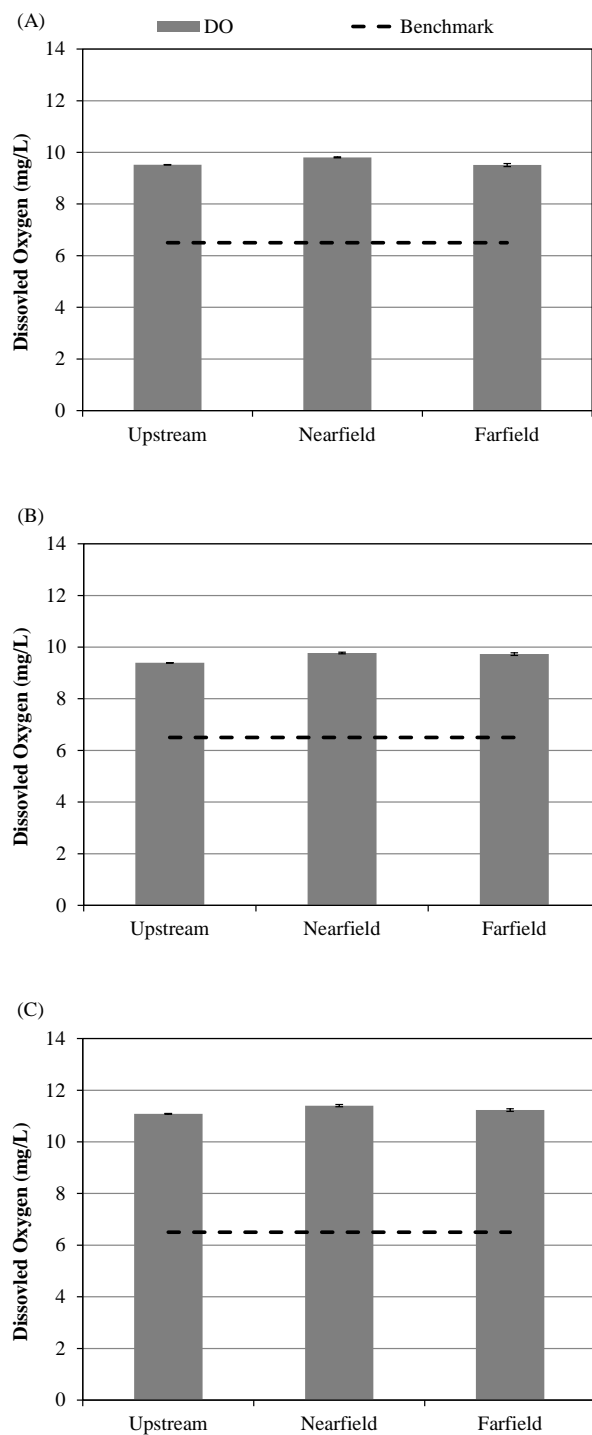 (A)
DO
Benchmark
14
12
10
8
6
4
2
0
Dissovled Oxygen (mg/L)
Upstream Nearfield Farfield
(B)
14
12
10
8
6
4
2
0
Dissovled Oxygen (mg/L)
Upstream Nearfield Farfield
(C)
14
12
10
8
6
4
2
0
Dissovled Oxygen (mg/L)
Upstream Nearfield Farfield